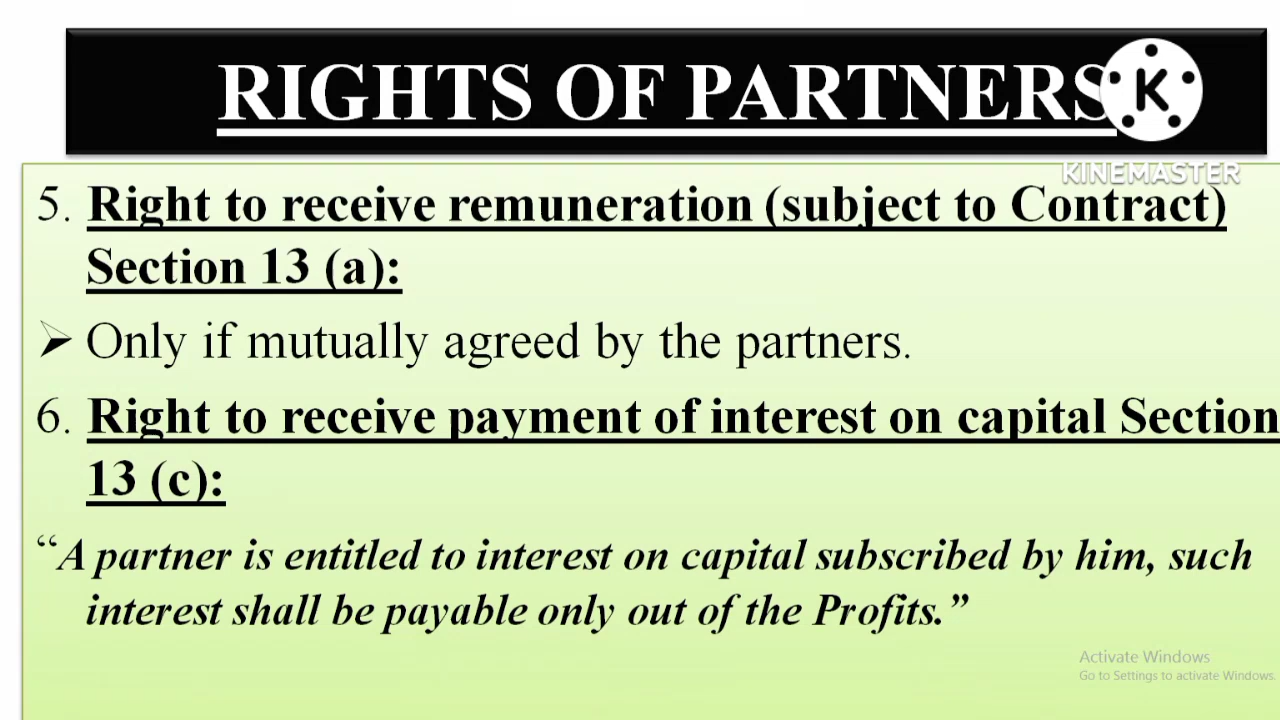 RIGHTS OF PARTNERS
K
KINEMASTER
5. Right to receive remuneration (subject to Contract)
Section 13 (a):
➢ Only if mutually agreed by the partners.
6. Right to receive payment of interest on capital Section
13 (c):
“A partner is entitled to interest on capital subscribed by him, such
interest shall be payable only out of the Profits.”
Activate Windows
Go to Settings to activate Windows.